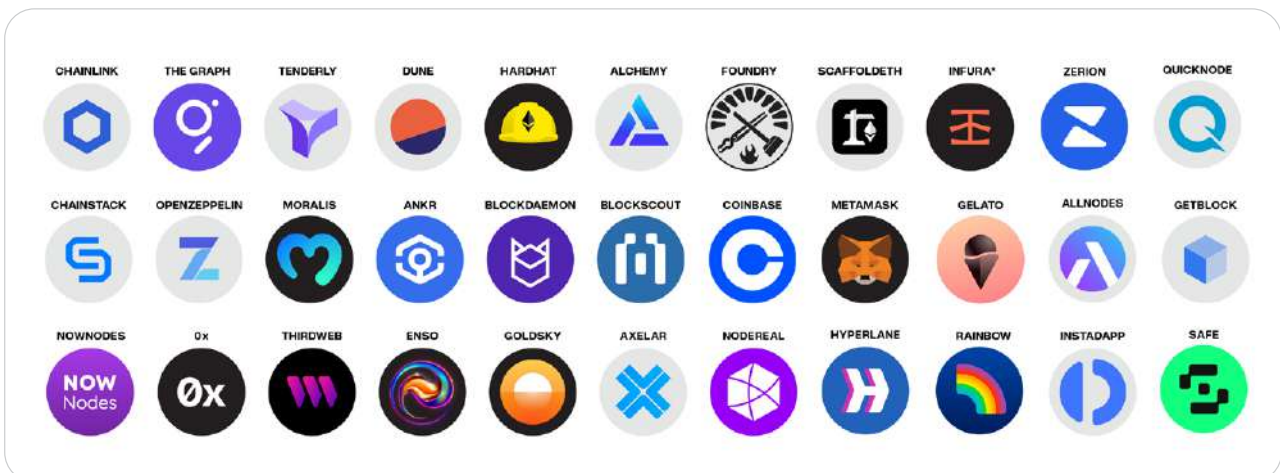 CHAINLINK THE GRAPH TENDERLY DUNE HARDHAT ALCHEMY FOUNDRY SCAFFOLDETH INFURA* ZERION QUICKNODE
CHAINSTACK OPENZEPPELIN MORALIS ANKR BLOCKDAEMON BLOCKSCOUT COINBASE METAMASK GELATO ALLNODES GETBLOCK
NOWNODES 0x THIRDWEB ENSO GOLDSKY AXELAR NODEREAL HYPERLANE RAINBOW INSTADAPP SAFE
NOW
Nodes
0x